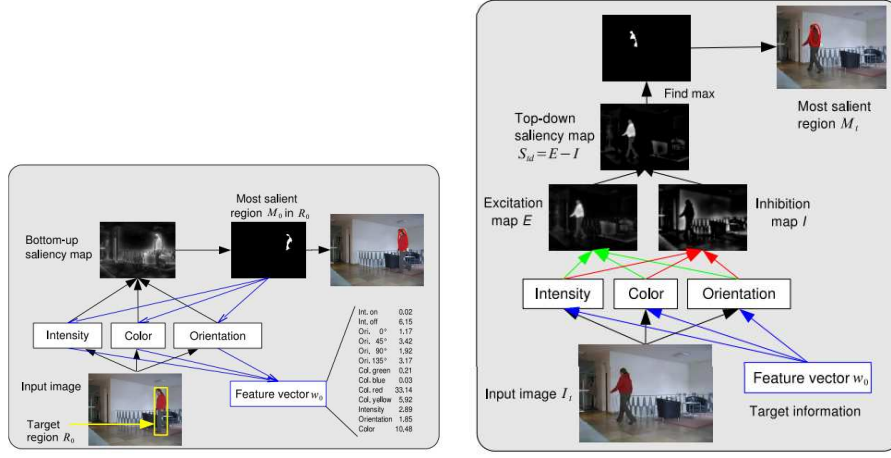 Most salient
region M₀ in R₀
Bottom-up
saliency map
Intensity
Color
Orientation
Input image
Target
region R₀
Feature vector w₀
Int. on 0.02
Int. off 6,15
Ori. 0° 1.17
Ori. 45° 3.42
Ori. 90° 1,92
Ori. 135° 3.17
Col. green 0.21
Col. blue 0.03
Col. red 33,14
Col. yellow 5,92
Intensity 2.89
Orientation 1,85
Color 10,48
Find max
Most salient
region Mₜ
Top-down
saliency map
Sₜd = E − I
Excitation
map E
Inhibition
map I
Intensity
Color
Orientation
Input image Iₜ
Feature vector w₀
Target information